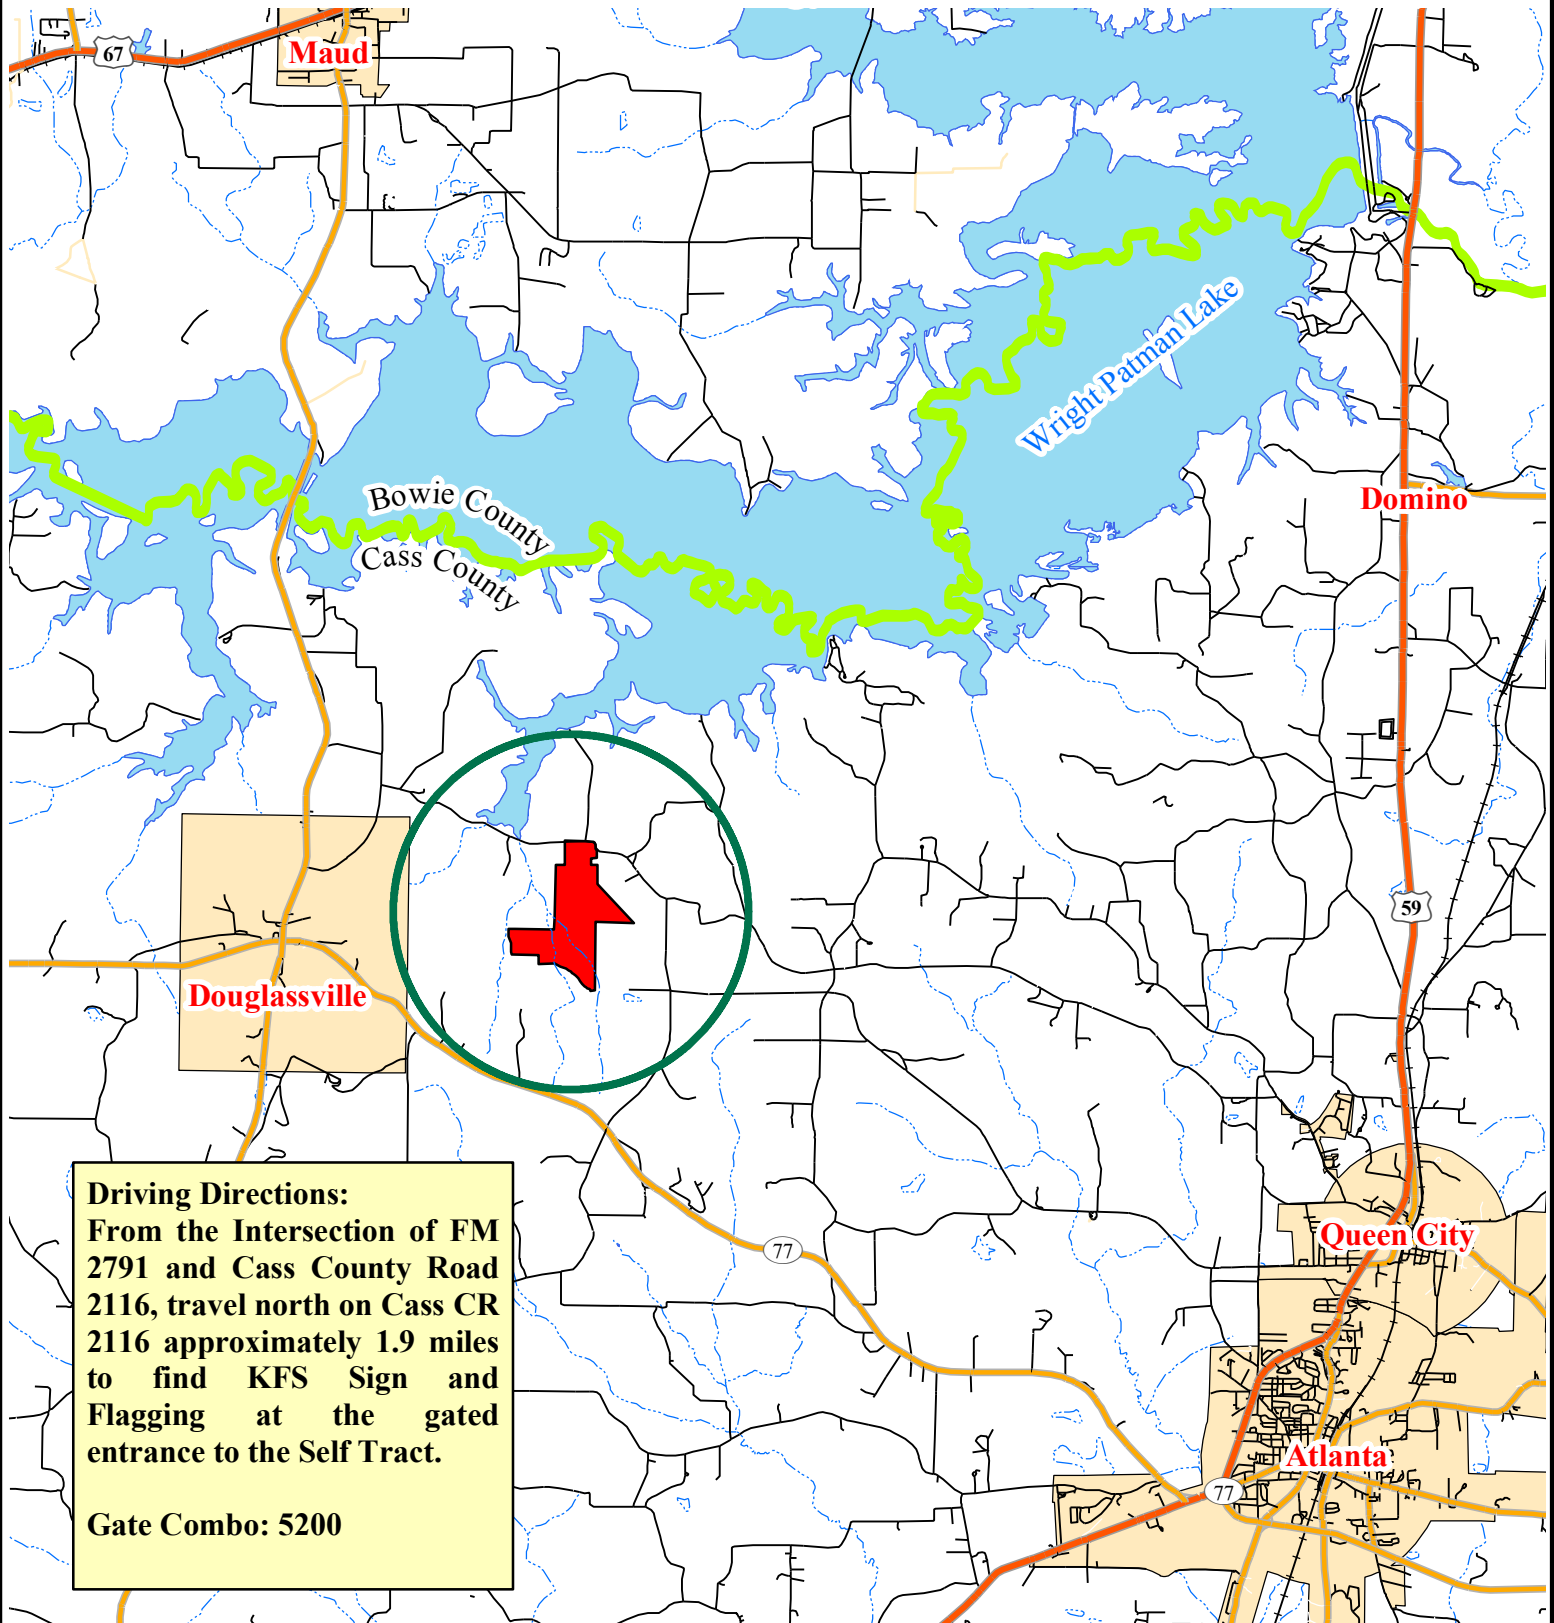 67
Maud
Wright Patman Lake
Bowie County
Cass County
Domino
59
Douglassville
Driving Directions:
From the Intersection of FM
2791 and Cass County Road
2116, travel north on Cass CR
2116 approximately 1.9 miles
to find KFS Sign and
Flagging at the gated
entrance to the Self Tract.
Gate Combo: 5200
77
Queen City
Atlanta
77